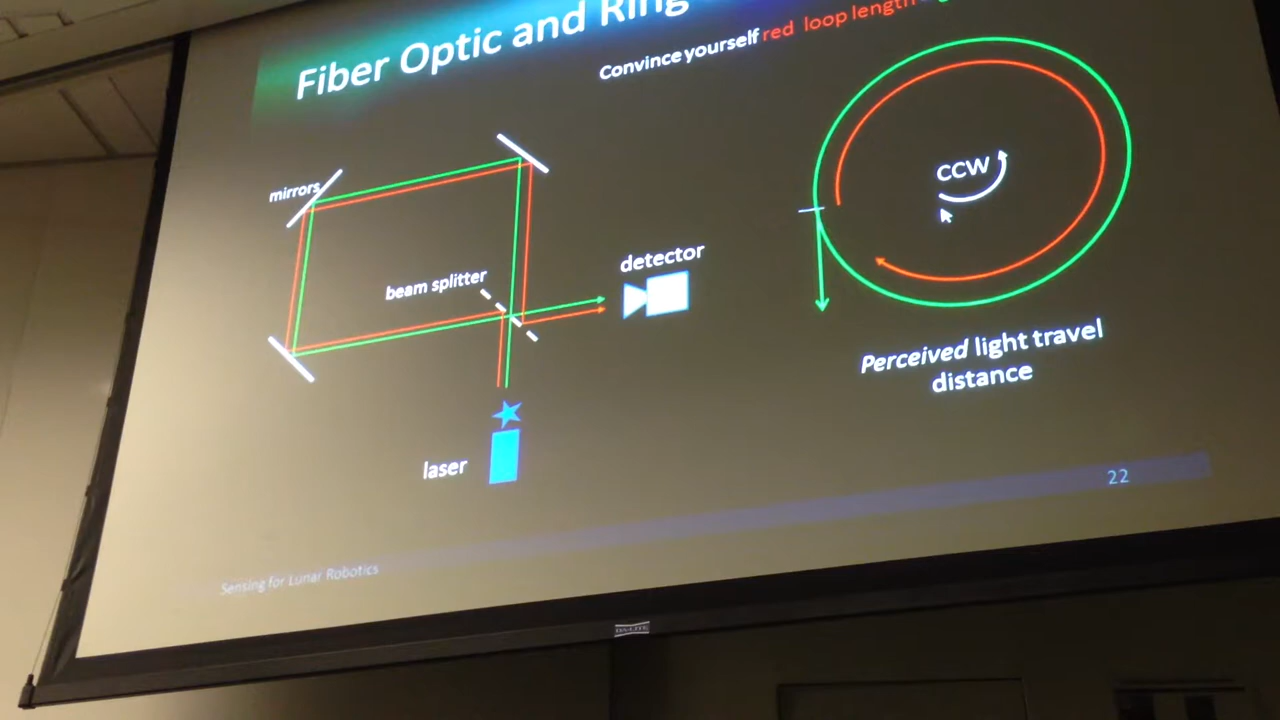 Fiber Optic and Ring
Convince yourself red loop length
mirrors
CCW
detector
beam splitter
Perceived light travel
distance
laser
22
Sensing for Lunar Robotics